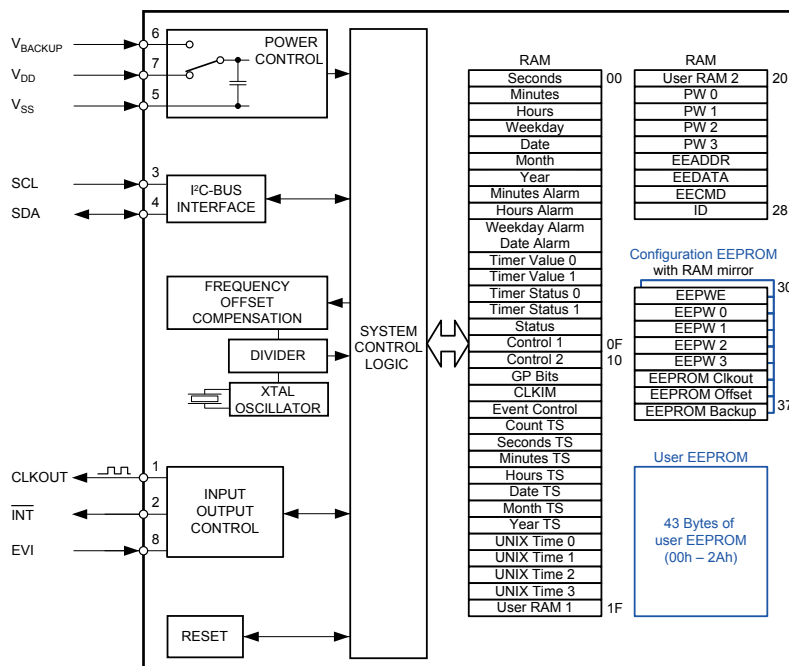 VBACKUP
VDD
VSS
6
7
5
POWER
CONTROL
SCL
SDA
3
4
I²C-BUS
INTERFACE
FREQUENCY
OFFSET
COMPENSATION
DIVIDER
XTAL
OSCILLATOR
CLKOUT
INT
EVI
1
2
8
INPUT
OUTPUT
CONTROL
RESET
SYSTEM
CONTROL
LOGIC
RAM
Seconds 00
Minutes
Hours
Weekday
Date
Month
Year
Minutes Alarm
Hours Alarm
Weekday Alarm
Date Alarm
Timer Value 0
Timer Value 1
Timer Status 0
Timer Status 1
Status
Control 1 0F
Control 2 10
GP Bits
CLKIM
Event Control
Count TS
Seconds TS
Minutes TS
Hours TS
Date TS
Month TS
Year TS
UNIX Time 0
UNIX Time 1
UNIX Time 2
UNIX Time 3
User RAM 1 1F
RAM
User RAM 2 20
PW 0
PW 1
PW 2
PW 3
EEADDR
EEDATA
EECMD
ID 28
Configuration EEPROM
with RAM mirror
30
EEPWE
EEPW 0
EEPW 1
EEPW 2
EEPW 3
EEPROM Clkout
EEPROM Offset
EEPROM Backup 37
User EEPROM
43 Bytes of
user EEPROM
(00h – 2Ah)